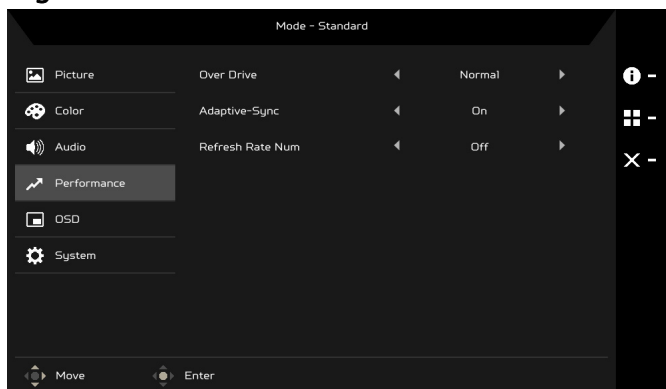 Mode - Standard
Picture
Over Drive Normal
Color
Adaptive-Sync On
Audio
Refresh Rate Num Off
Performance
OSD
System
Move Enter